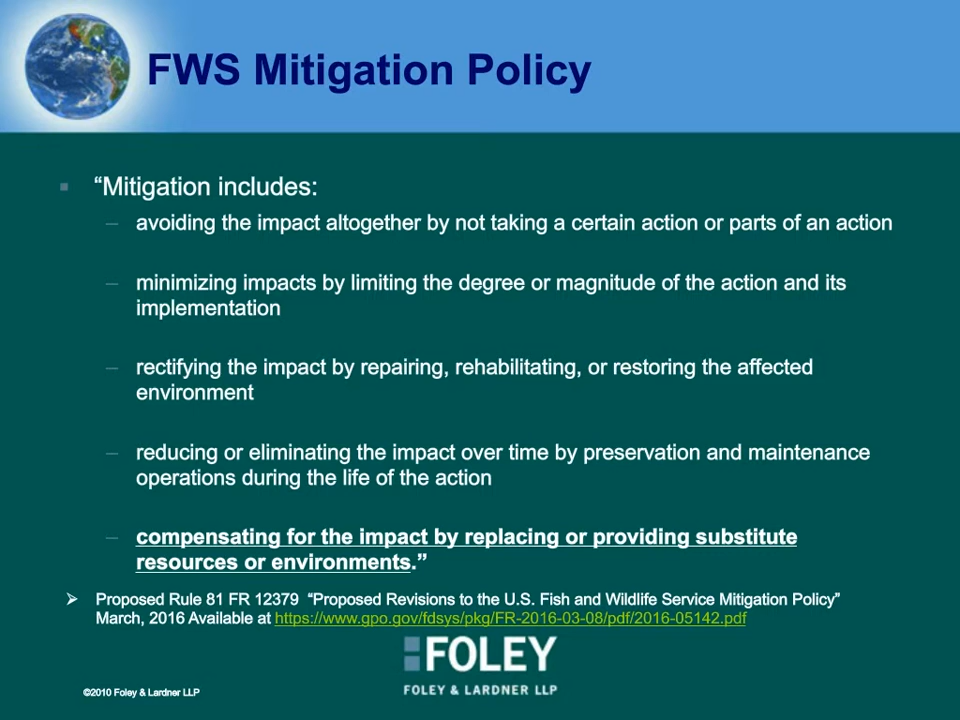 FWS Mitigation Policy
“Mitigation includes:
– avoiding the impact altogether by not taking a certain action or parts of an action
– minimizing impacts by limiting the degree or magnitude of the action and its
implementation
– rectifying the impact by repairing, rehabilitating, or restoring the affected
environment
– reducing or eliminating the impact over time by preservation and maintenance
operations during the life of the action
– compensating for the impact by replacing or providing substitute
resources or environments.”
Proposed Rule 81 FR 12379 “Proposed Revisions to the U.S. Fish and Wildlife Service Mitigation Policy”
March, 2016 Available at https://www.gpo.gov/fdsys/pkg/FR-2016-03-08/pdf/2016-05142.pdf
FOLEY
FOLEY & LARDNER LLP
©2010 Foley & Lardner LLP